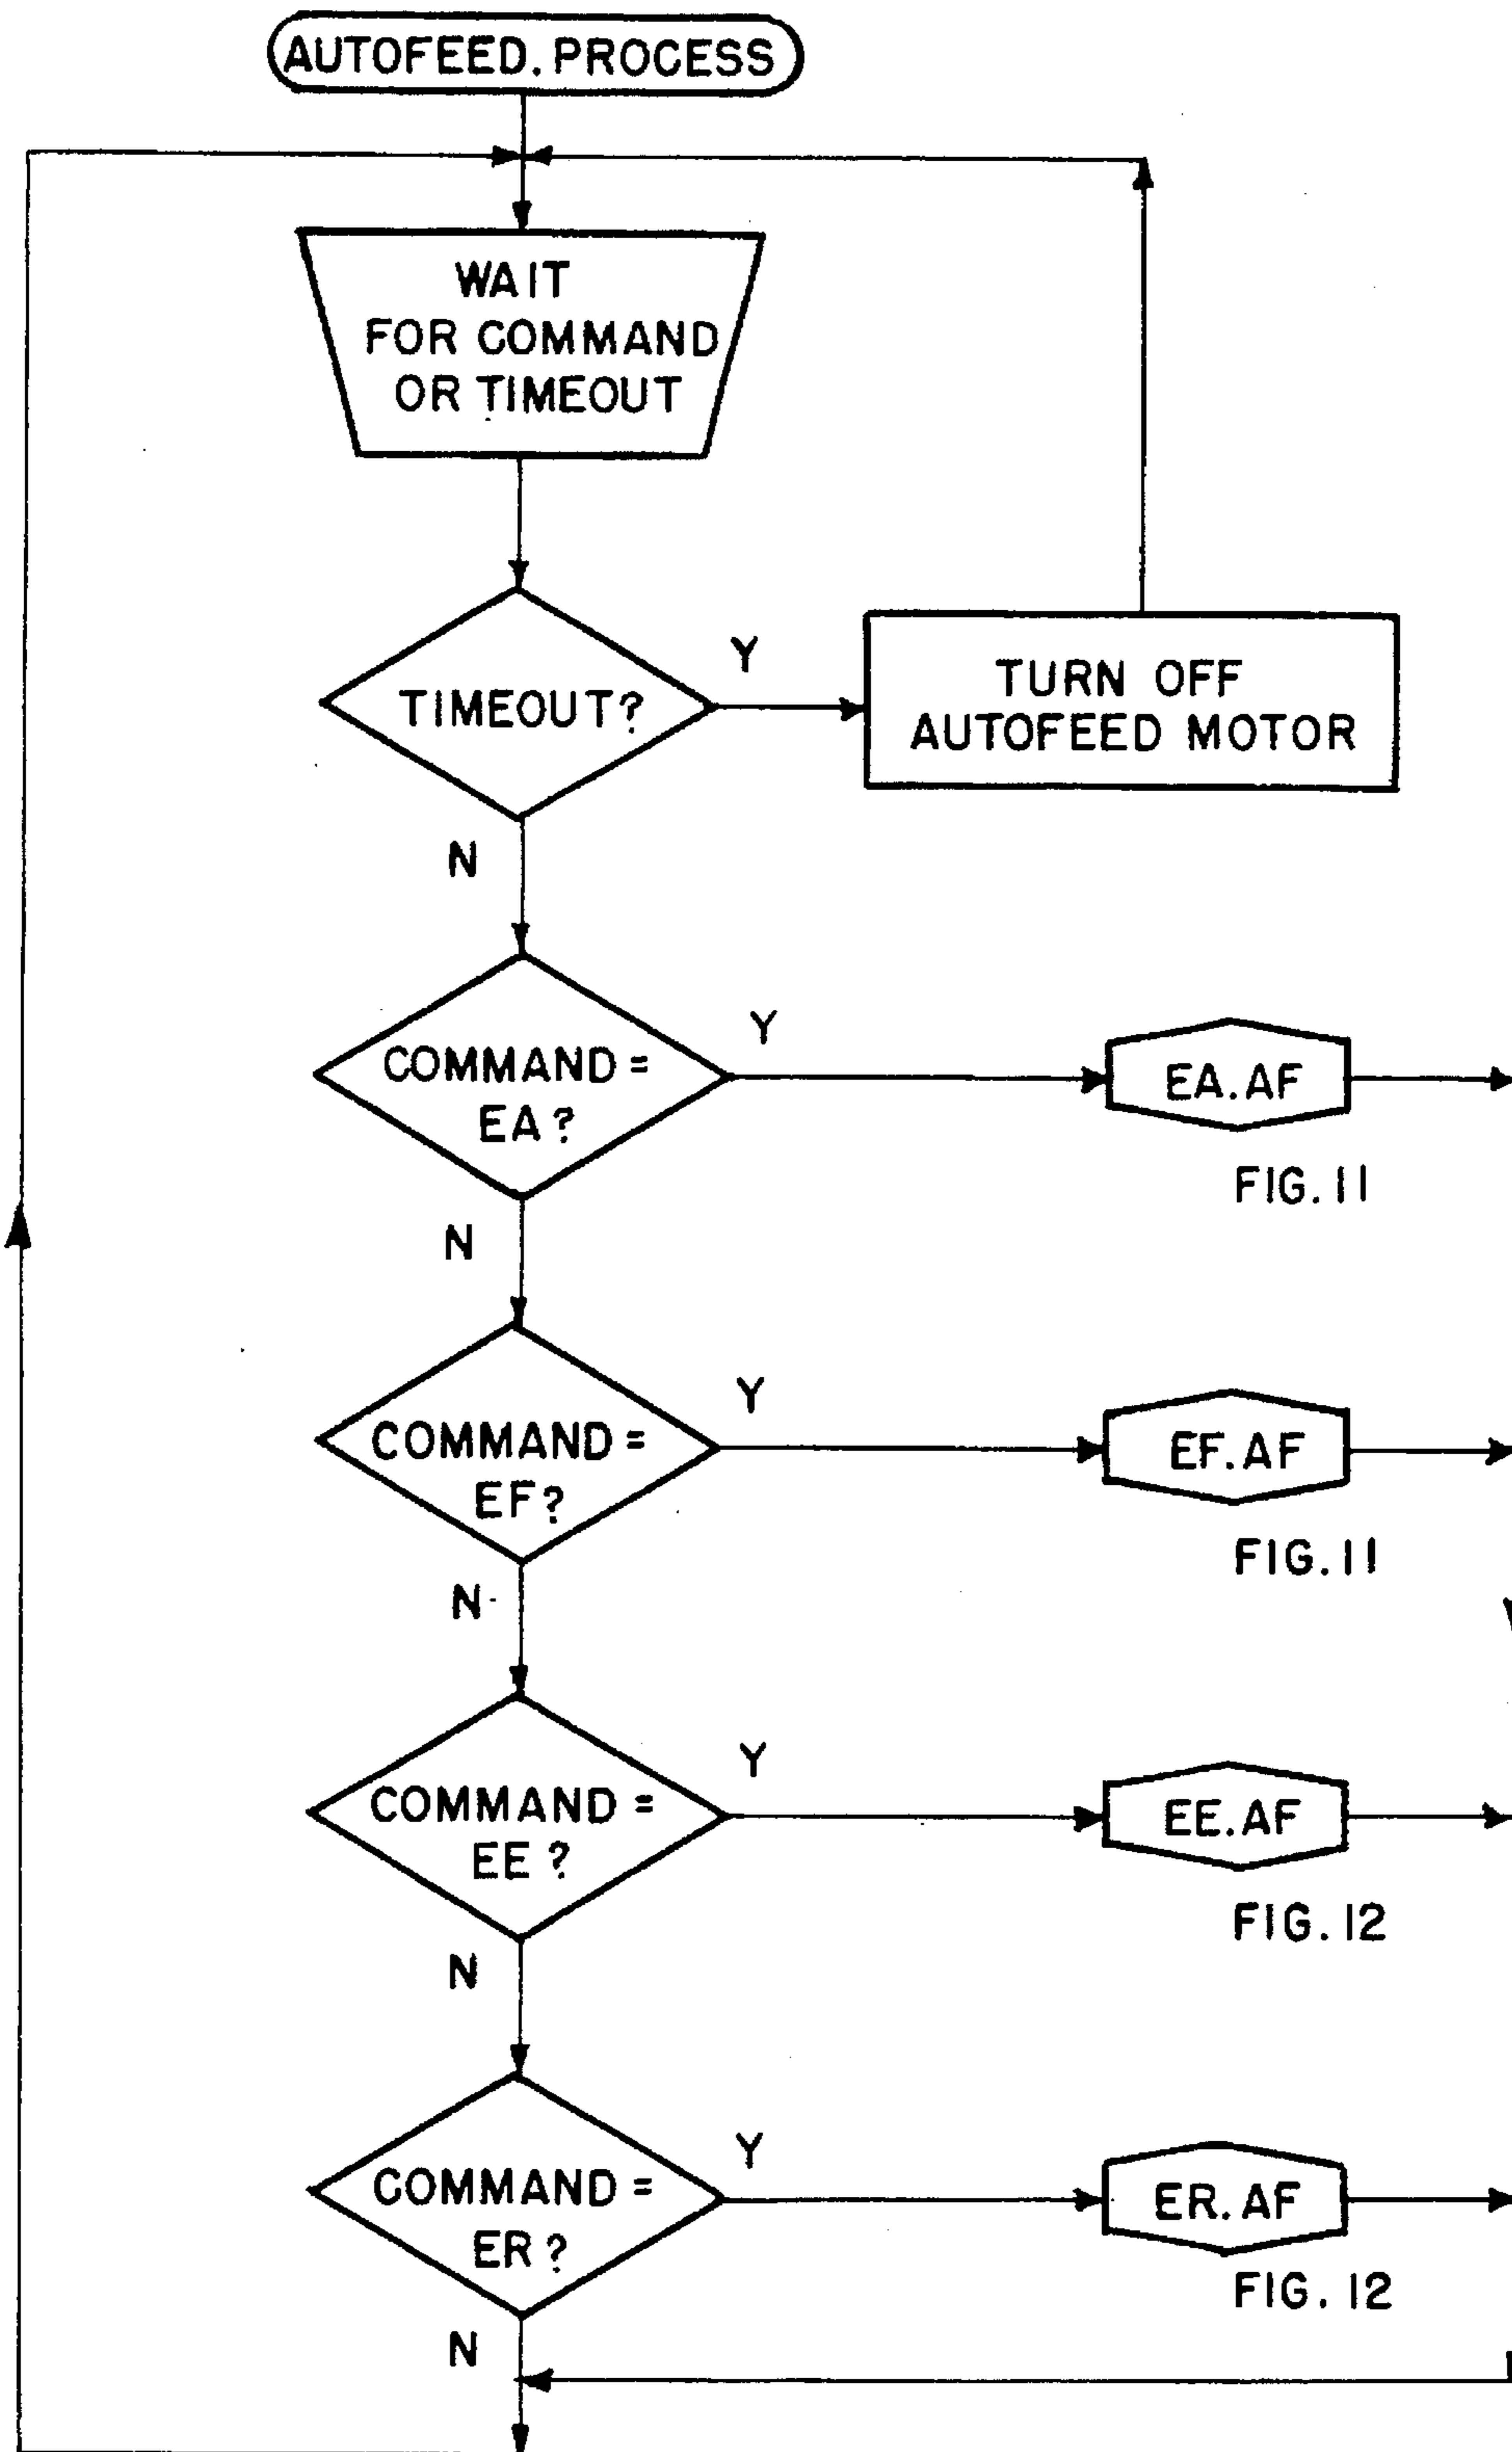 AUTOFEED.PROCESS
WAIT
FOR COMMAND
OR TIMEOUT
TIMEOUT?
Y
TURN OFF
AUTOFEED MOTOR
N
COMMAND =
EA?
Y
EA.AF
FIG. 11
N
COMMAND =
EF?
Y
EF.AF
FIG. 11
N
COMMAND =
EE?
Y
EE.AF
FIG. 12
N
COMMAND =
ER?
Y
ER.AF
FIG. 12
N